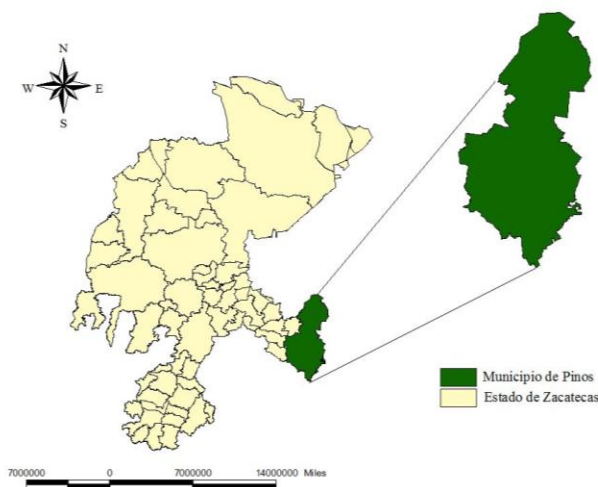 N
W E
S
Municipio de Pinos
Estado de Zacatecas
7000000 0 7000000 14000000 Miles